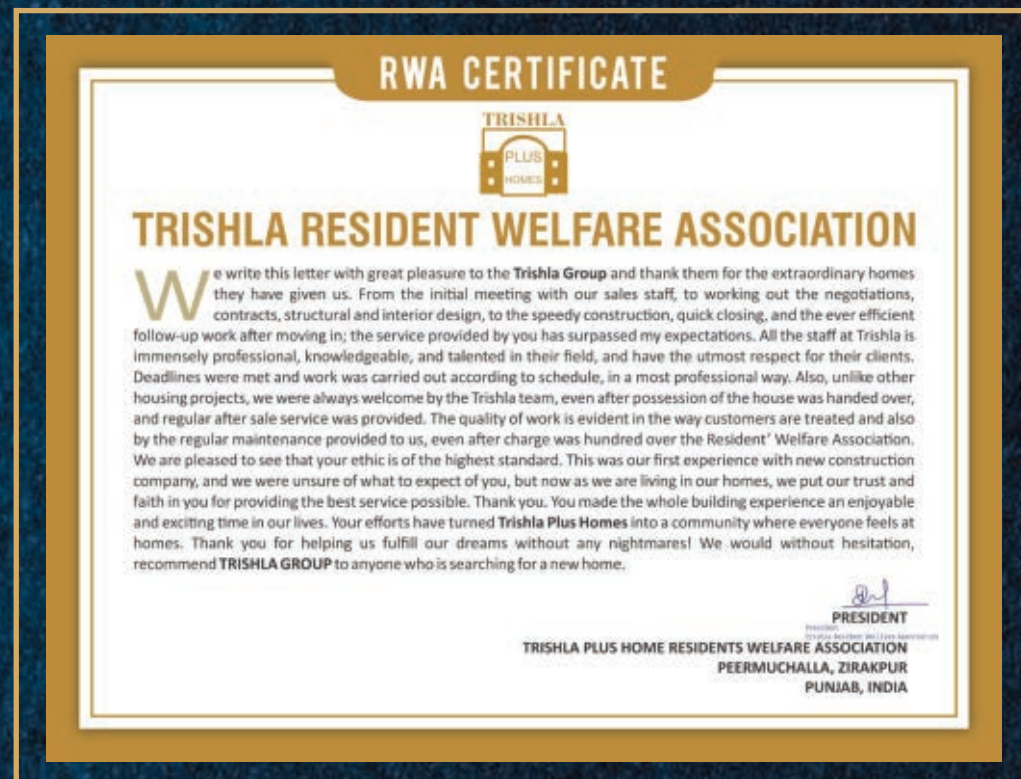 RWA CERTIFICATE
TRISHLA
PLUS
HOMES
TRISHLA RESIDENT WELFARE ASSOCIATION
We write this letter with great pleasure to the Trishla Group and thank them for the extraordinary homes
they have given us. From the initial meeting with our sales staff, to working out the negotiations,
contracts, structural and interior design, to the speedy construction, quick closing, and the ever efficient
follow-up work after moving in; the service provided by you has surpassed my expectations. All the staff at Trishla is
immensely professional, knowledgeable, and talented in their field, and have the utmost respect for their clients.
Deadlines were met and work was carried out according to schedule, in a most professional way. Also, unlike other
housing projects, we were always welcome by the Trishla team, even after possession of the house was handed over,
and regular after sale service was provided. The quality of work is evident in the way customers are treated and also
by the regular maintenance provided to us, even after charge was hundred over the Resident' Welfare Association.
We are pleased to see that your ethic is of the highest standard. This was our first experience with new construction
company, and we were unsure of what to expect of you, but now as we are living in our homes, we put our trust and
faith in you for providing the best service possible. Thank you. You made the whole building experience an enjoyable
and exciting time in our lives. Your efforts have turned Trishla Plus Homes into a community where everyone feels at
homes. Thank you for helping us fulfill our dreams without any nightmares! We would without hesitation,
recommend TRISHLA GROUP to anyone who is searching for a new home.
PRESIDENT
President
Trishla Resident Welfare Association
TRISHLA PLUS HOME RESIDENTS WELFARE ASSOCIATION
PEERMUCHALLA, ZIRAKPUR
PUNJAB, INDIA